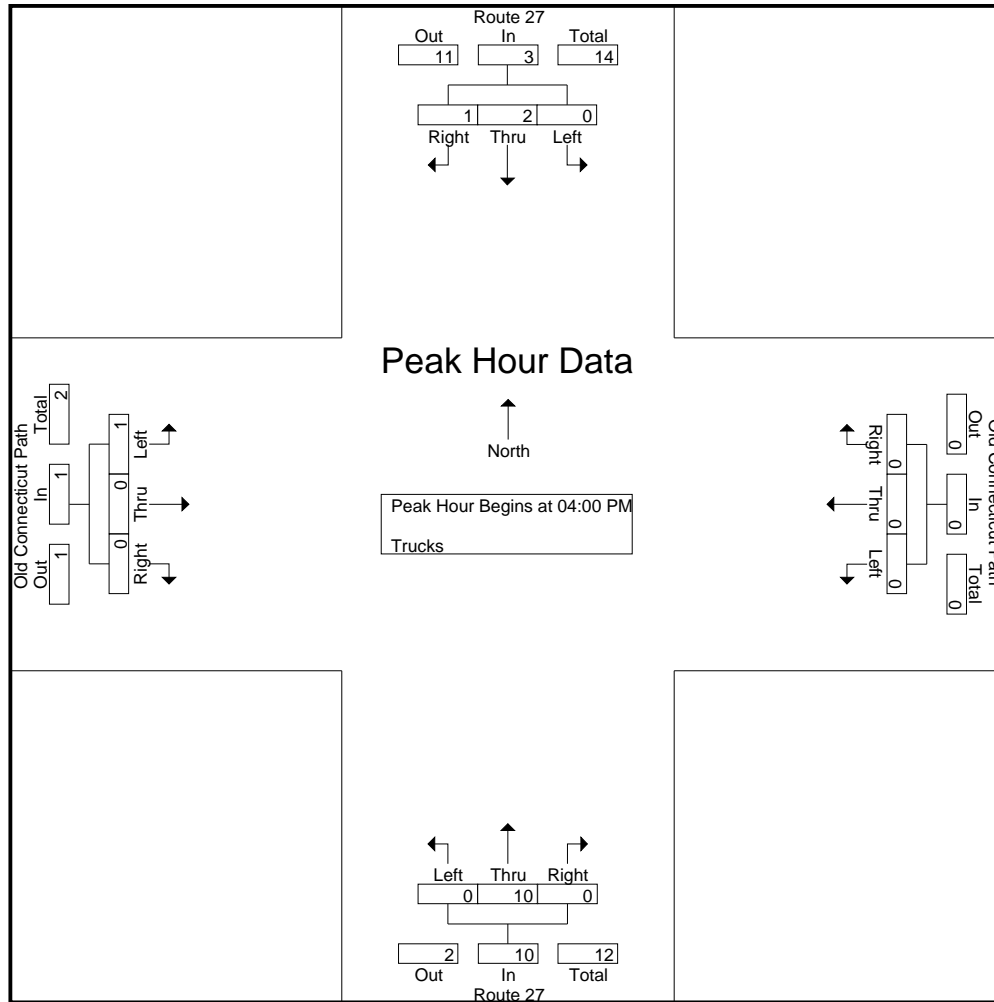 Route 27
Out In Total
11 3 14
1 2 0
Right Thru Left
Peak Hour Data
North
Peak Hour Begins at 04:00 PM
Trucks
Old Connecticut Path
Total In Out
2 1 1
1 0 0
Left Thru Right
Old Connecticut Path
Out In Total
0 0 0
0 0 0
Right Thru Left
Left Thru Right
0 10 0
2 10 12
Out In Total
Route 27